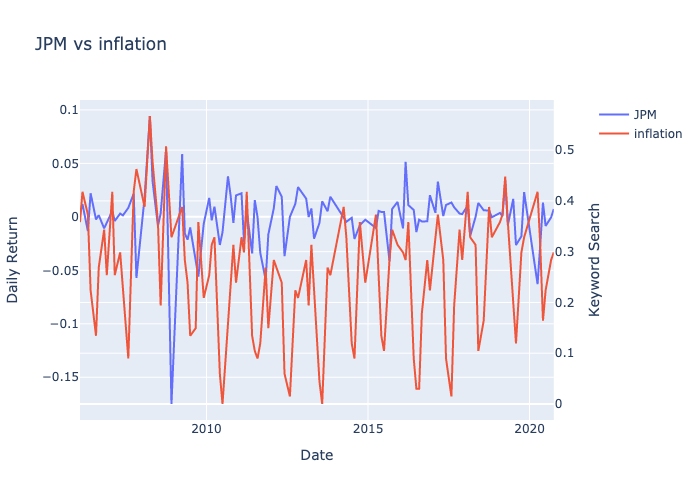 JPM vs inflation
JPM
inflation
0.1
0.05
0
−0.05
−0.1
−0.15
0.5
0.4
0.3
0.2
0.1
0
2010
2015
2020
Date
Daily Return
Keyword Search